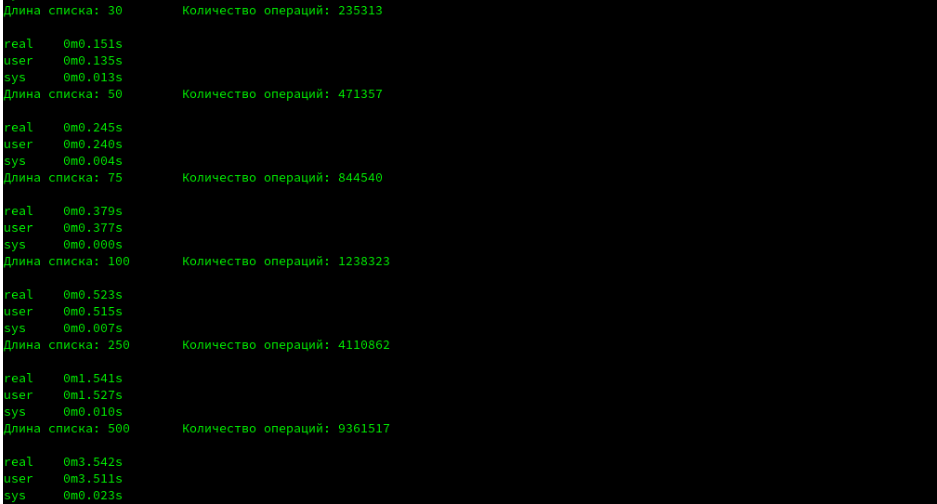 Длина списка: 30 Количество операций: 235313
real 0m0.151s
user 0m0.135s
sys 0m0.013s
Длина списка: 50 Количество операций: 471357
real 0m0.245s
user 0m0.240s
sys 0m0.004s
Длина списка: 75 Количество операций: 844540
real 0m0.379s
user 0m0.377s
sys 0m0.000s
Длина списка: 100 Количество операций: 1238323
real 0m0.523s
user 0m0.515s
sys 0m0.007s
Длина списка: 250 Количество операций: 4110862
real 0m1.541s
user 0m1.527s
sys 0m0.010s
Длина списка: 500 Количество операций: 9361517
real 0m3.542s
user 0m3.511s
sys 0m0.023s